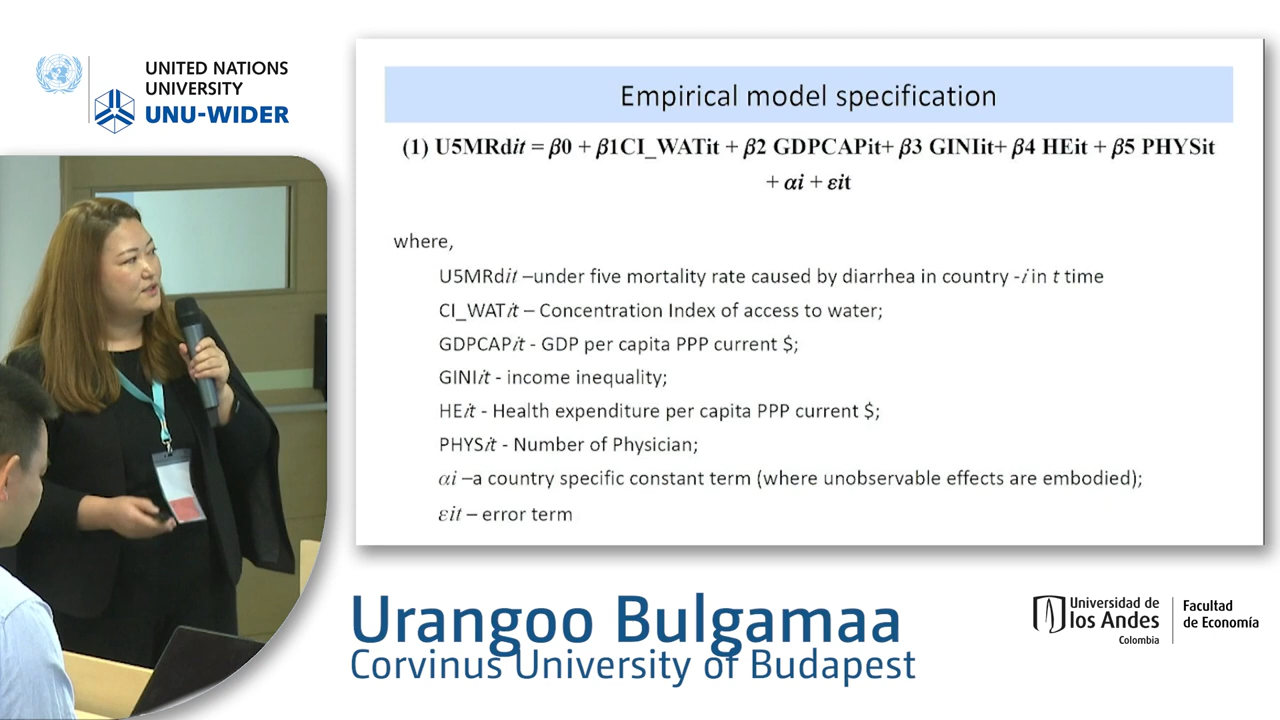 UNITED NATIONS
UNIVERSITY
UNU-WIDER
Empirical model specification
(1) U5MRdit = β0 + β1CI_WATit + β2 GDPCAPit+ β3 GINIit+ β4 HEit + β5 PHYSit
+ αi + εit
where,
U5MRdit –under five mortality rate caused by diarrhea in country -i in t time
CI_WATit – Concentration Index of access to water;
GDPCAPit - GDP per capita PPP current $;
GINIit - income inequality;
HEit - Health expenditure per capita PPP current $;
PHYSit - Number of Physician;
αi –a country specific constant term (where unobservable effects are embodied);
εit – error term
Urangoo Bulgamaa
Corvinus University of Budapest
Universidad de
los Andes
Colombia
Facultad
de Economía